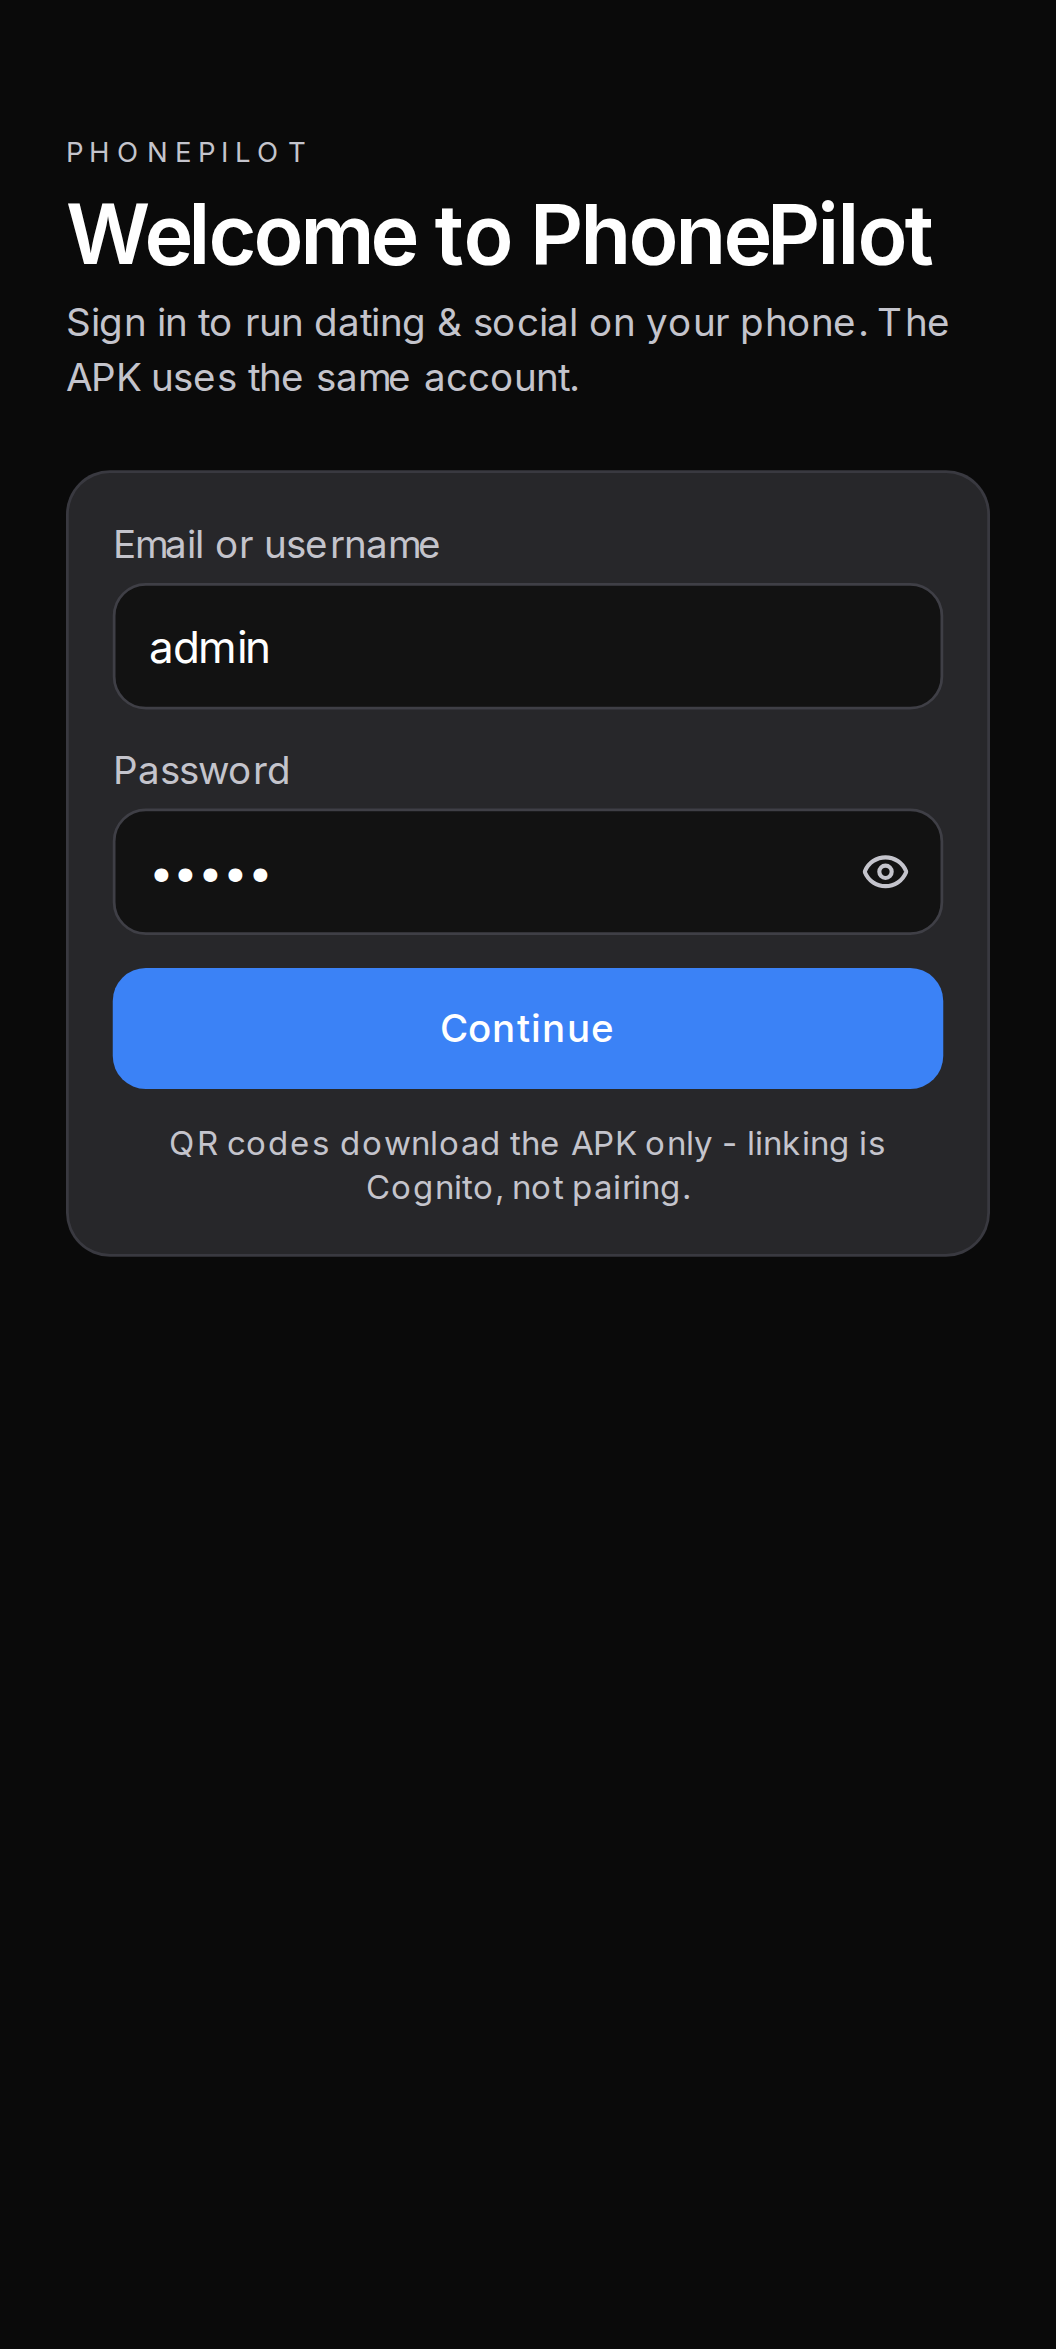 PHONEPILOT
Welcome to PhonePilot
Sign in to run dating & social on your phone. The
APK uses the same account.
Email or username
admin
Password
•••••
Continue
QR codes download the APK only - linking is
Cognito, not pairing.